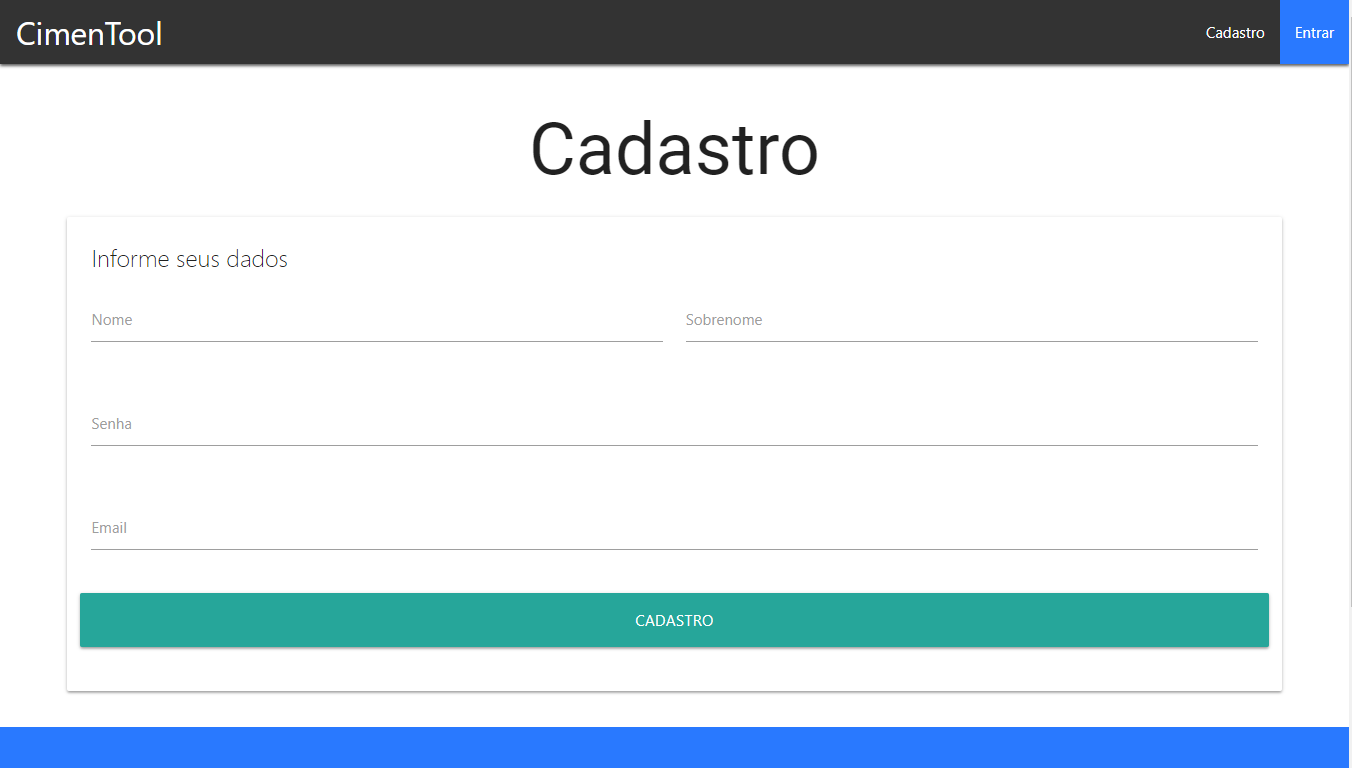 CimenTool
Cadastro Entrar
Cadastro
Informe seus dados
Nome Sobrenome
Senha
Email
CADASTRO